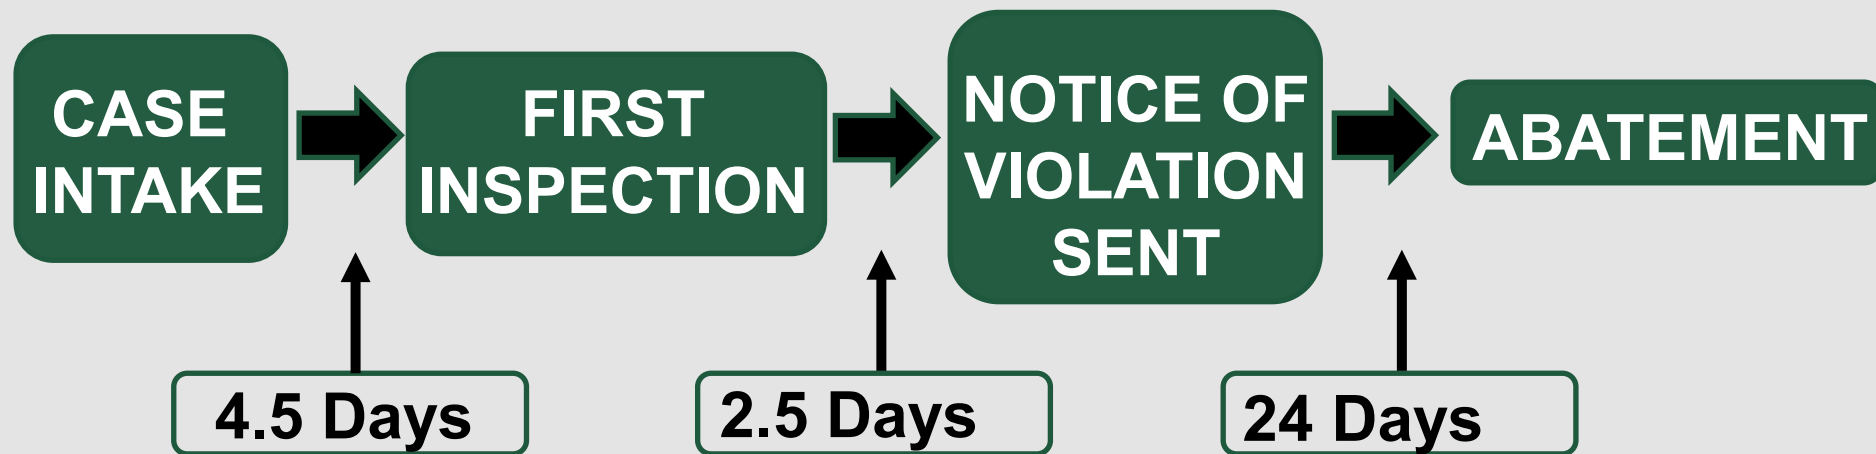 CASE
INTAKE
FIRST
INSPECTION
NOTICE OF
VIOLATION
SENT
ABATEMENT
4.5 Days
2.5 Days
24 Days